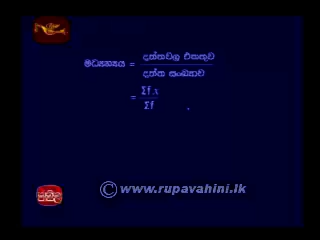 මධ්‍යන්‍යය = දත්තවල එකතුව
දත්ත සංඛ්‍යාව
= Σf x
Σf
© www.rupavahini.lk